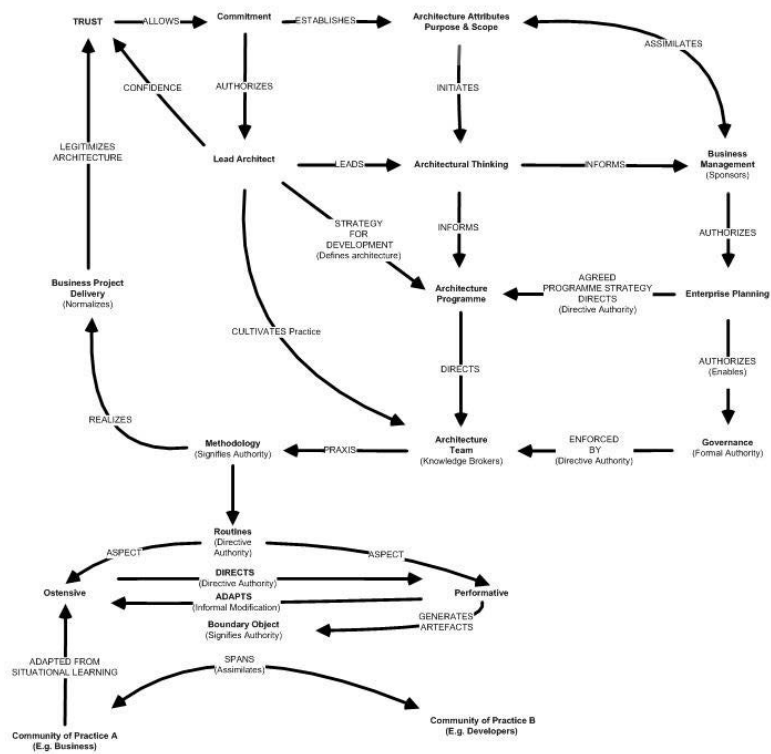 TRUST
ALLOWS
Commitment
ESTABLISHES
Architecture Attributes
Purpose & Scope
ASSIMILATES
CONFIDENCE
AUTHORIZES
INITIATES
LEGITIMIZES
ARCHITECTURE
Lead Architect
LEADS
Architectural Thinking
INFORMS
Business
Management
(Sponsors)
STRATEGY
FOR
DEVELOPMENT
(Defines architecture)
INFORMS
AUTHORIZES
Business Project
Delivery
(Normalizes)
Architecture
Programme
AGREED
PROGRAMME STRATEGY
DIRECTS
(Directive Authority)
Enterprise Planning
CULTIVATES Practice
DIRECTS
AUTHORIZES
(Enables)
REALIZES
Methodology
(Signifies Authority)
PRAXIS
Architecture
Team
(Knowledge Brokers)
ENFORCED
BY
(Directive Authority)
Governance
(Formal Authority)
Routines
(Directive
Authority)
ASPECT
ASPECT
DIRECTS
(Directive Authority)
Ostensive
Performative
ADAPTS
(Informal Modification)
Boundary Object
(Signifies Authority)
GENERATES
ARTEFACTS
ADAPTED FROM
SITUATIONAL LEARNING
SPANS
(Assimilates)
Community of Practice A
(E.g. Business)
Community of Practice B
(E.g. Developers)